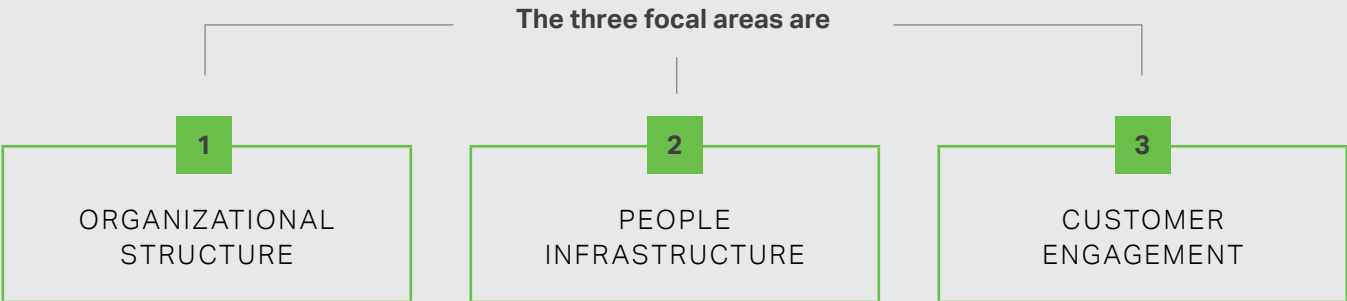 The three focal areas are
1
ORGANIZATIONAL
STRUCTURE
2
PEOPLE
INFRASTRUCTURE
3
CUSTOMER
ENGAGEMENT